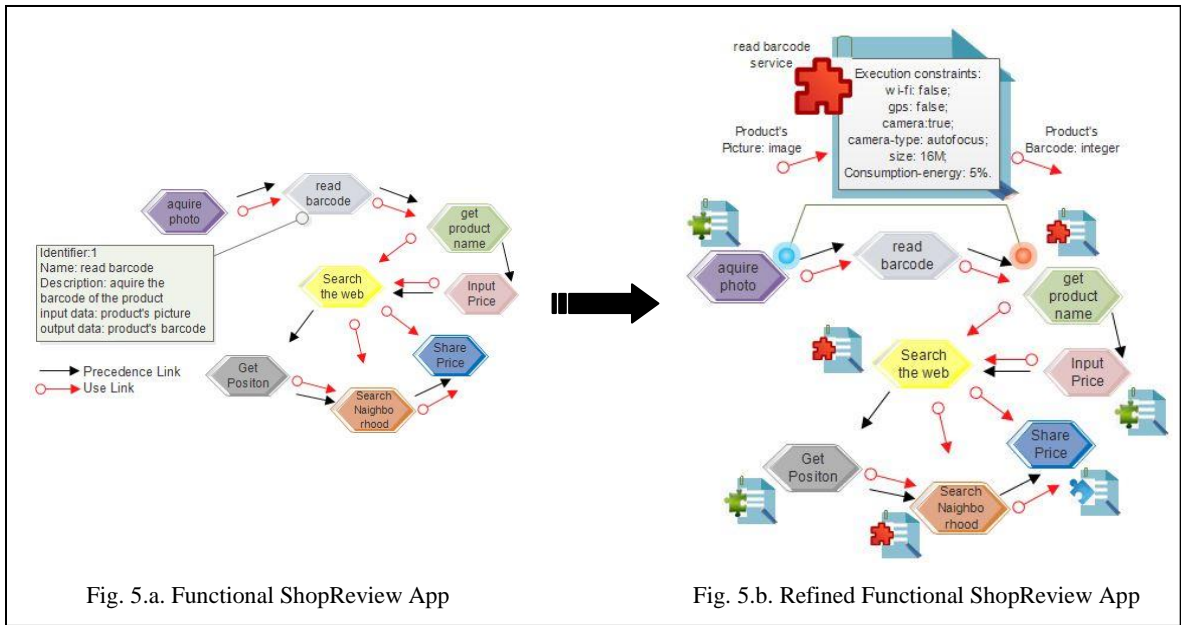 aquire
photo
read
barcode
get
product
name
Identifier:1
Name: read barcode
Description: aquire the
barcode of the product
input data: product's picture
output data: product's barcode
Search
the web
Input
Price
Share
Price
Get
Positon
Search
Naighbo
rhood
Precedence Link
Use Link
Fig. 5.a. Functional ShopReview App
read barcode
service
Execution constraints:
wi-fi: false;
gps: false;
camera:true;
camera-type: autofocus;
size: 16M;
Consumption-energy: 5%.
Product's
Picture: image
Product's
Barcode: integer
aquire
photo
read
barcode
get
product
name
Search
the web
Input
Price
Share
Price
Get
Positon
Search
Naighbo
rhood
Fig. 5.b. Refined Functional ShopReview App